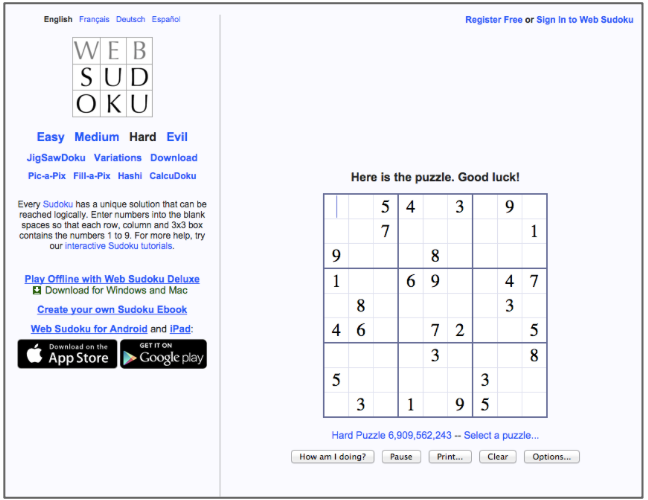 English Français Deutsch Español
Register Free or Sign In to Web Sudoku
WEB
SUD
OKU
Easy Medium Hard Evil
JigSawDoku Variations Download
Pic-a-Pix Fill-a-Pix Hashi CalcuDoku
Every Sudoku has a unique solution that can be
reached logically. Enter numbers into the blank
spaces so that each row, column and 3x3 box
contains the numbers 1 to 9. For more help, try
our interactive Sudoku tutorials.
Play Offline with Web Sudoku Deluxe
Download for Windows and Mac
Create your own Sudoku Ebook
Web Sudoku for Android and iPad:
Download on the
App Store
GET IT ON
Google play
Here is the puzzle. Good luck!
5 4 3 9
7 1
9 8
1 6 9 4 7
8 3
4 6 7 2 5
3 8
5 3
3 1 9 5
Hard Puzzle 6,909,562,243 -- Select a puzzle...
How am I doing? Pause Print... Clear Options...